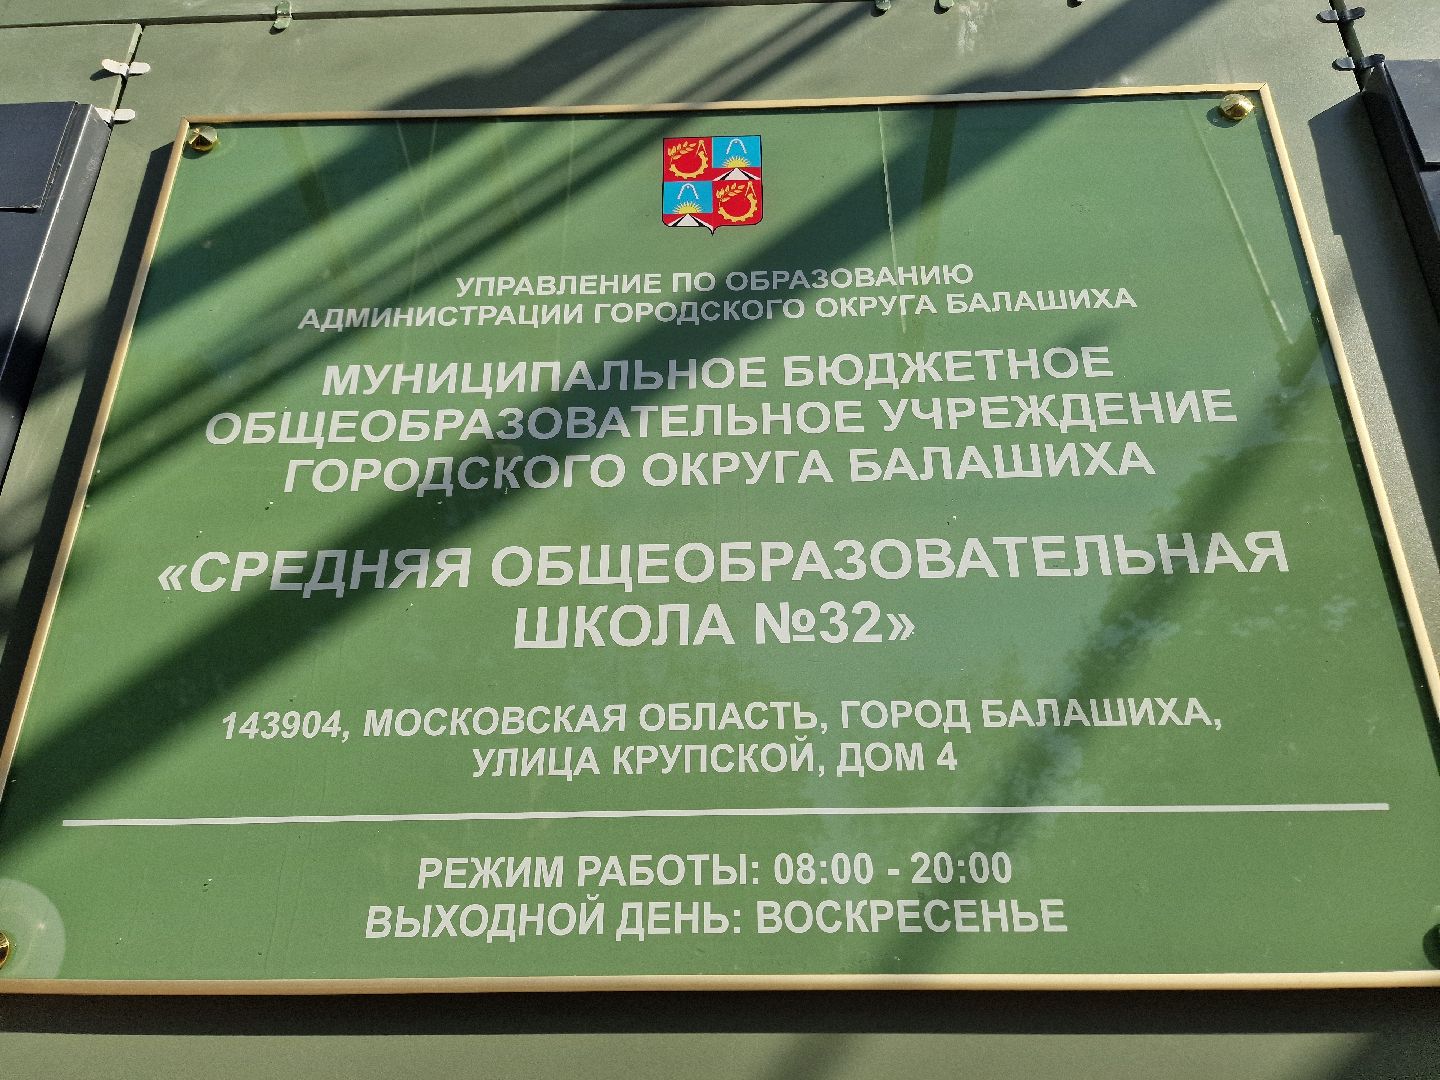 УПРАВЛЕНИЕ ПО ОБРАЗОВАНИЮ
АДМИНИСТРАЦИИ ГОРОДСКОГО ОКРУГА БАЛАШИХА
МУНИЦИПАЛЬНОЕ БЮДЖЕТНОЕ
ОБЩЕОБРАЗОВАТЕЛЬНОЕ УЧРЕЖДЕНИЕ
ГОРОДСКОГО ОКРУГА БАЛАШИХА
«СРЕДНЯЯ ОБЩЕОБРАЗОВАТЕЛЬНАЯ
ШКОЛА №32»
143904, МОСКОВСКАЯ ОБЛАСТЬ, ГОРОД БАЛАШИХА,
УЛИЦА КРУПСКОЙ, ДОМ 4
РЕЖИМ РАБОТЫ: 08:00 - 20:00
ВЫХОДНОЙ ДЕНЬ: ВОСКРЕСЕНЬЕ